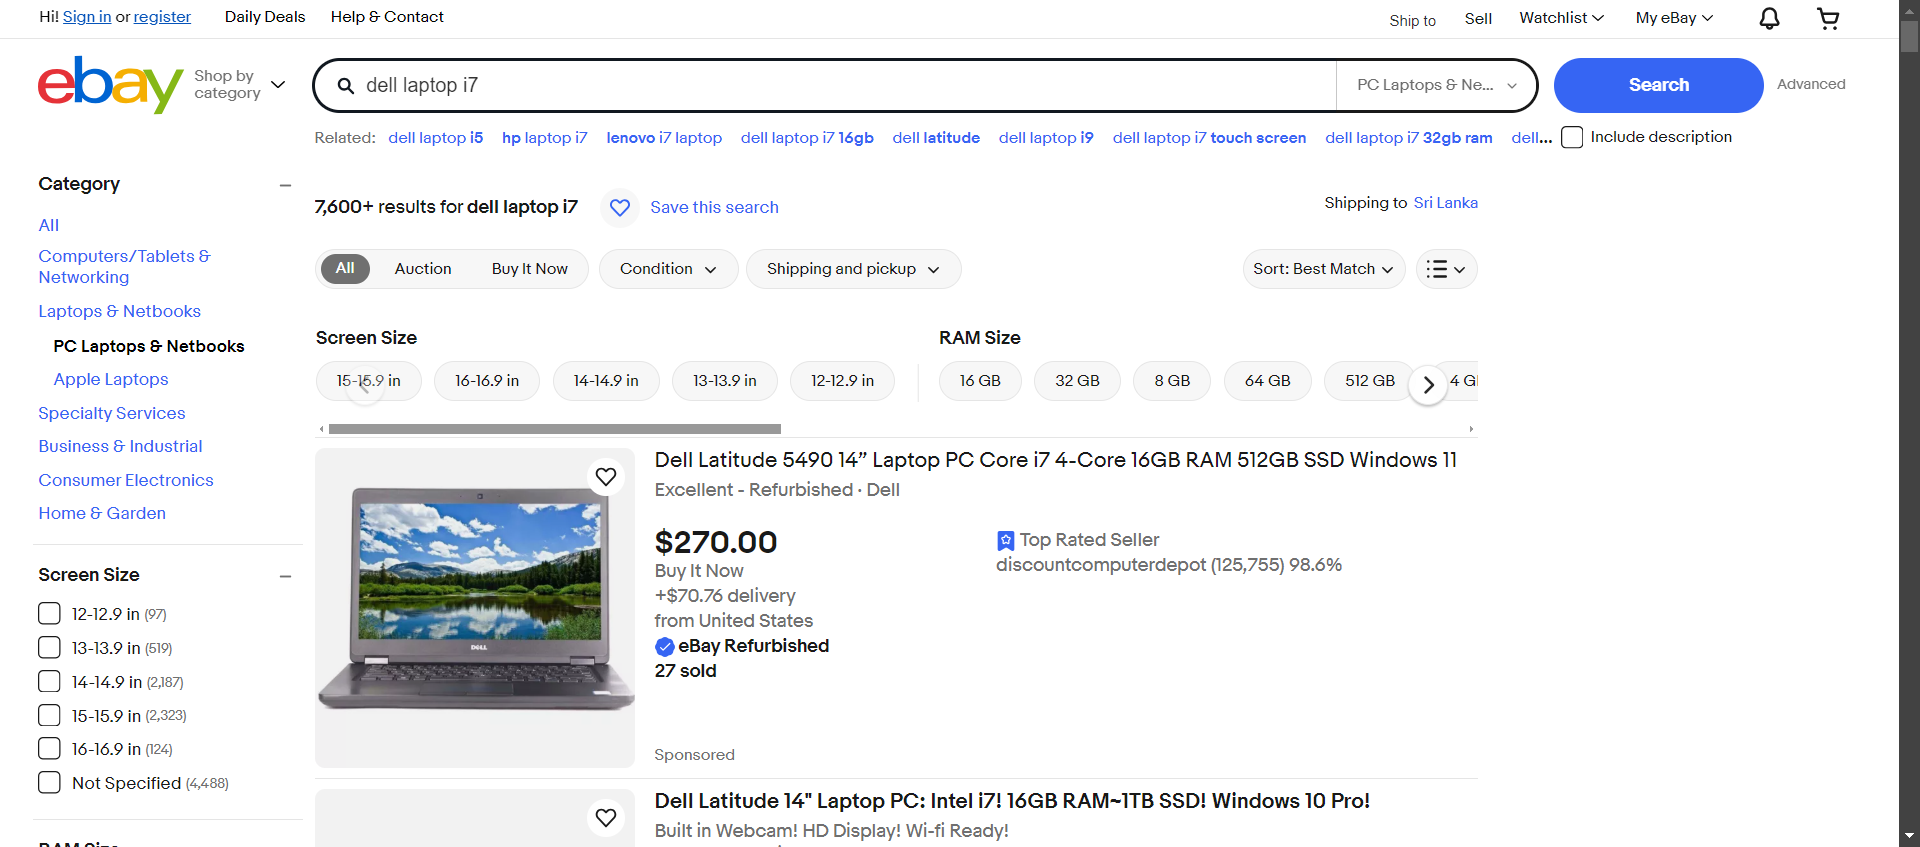 Hi! Sign in or register
Daily Deals
Help & Contact
Ship to
Sell
Watchlist
My eBay
ebay
Shop by
category
dell laptop i7
PC Laptops & Ne...
Search
Advanced
Related:
dell laptop i5
hp laptop i7
lenovo i7 laptop
dell laptop i7 16gb
dell latitude
dell laptop i9
dell laptop i7 touch screen
dell laptop i7 32gb ram
dell...
Include description
Category
All
Computers/Tablets &
Networking
Laptops & Netbooks
PC Laptops & Netbooks
Apple Laptops
Specialty Services
Business & Industrial
Consumer Electronics
Home & Garden
Screen Size
12-12.9 in (97)
13-13.9 in (519)
14-14.9 in (2,187)
15-15.9 in (2,323)
16-16.9 in (124)
Not Specified (4,488)
7,600+ results for dell laptop i7
Save this search
Shipping to Sri Lanka
All
Auction
Buy It Now
Condition
Shipping and pickup
Sort: Best Match
Screen Size
15-15.9 in
16-16.9 in
14-14.9 in
13-13.9 in
12-12.9 in
RAM Size
16 GB
32 GB
8 GB
64 GB
512 GB
DELL
Dell Latitude 5490 14” Laptop PC Core i7 4-Core 16GB RAM 512GB SSD Windows 11
Excellent - Refurbished · Dell
$270.00
Buy It Now
+$70.76 delivery
from United States
eBay Refurbished
27 sold
Top Rated Seller
discountcomputerdepot (125,755) 98.6%
Sponsored
Dell Latitude 14" Laptop PC: Intel i7! 16GB RAM~1TB SSD! Windows 10 Pro!
Built in Webcam! HD Display! Wi-fi Ready!